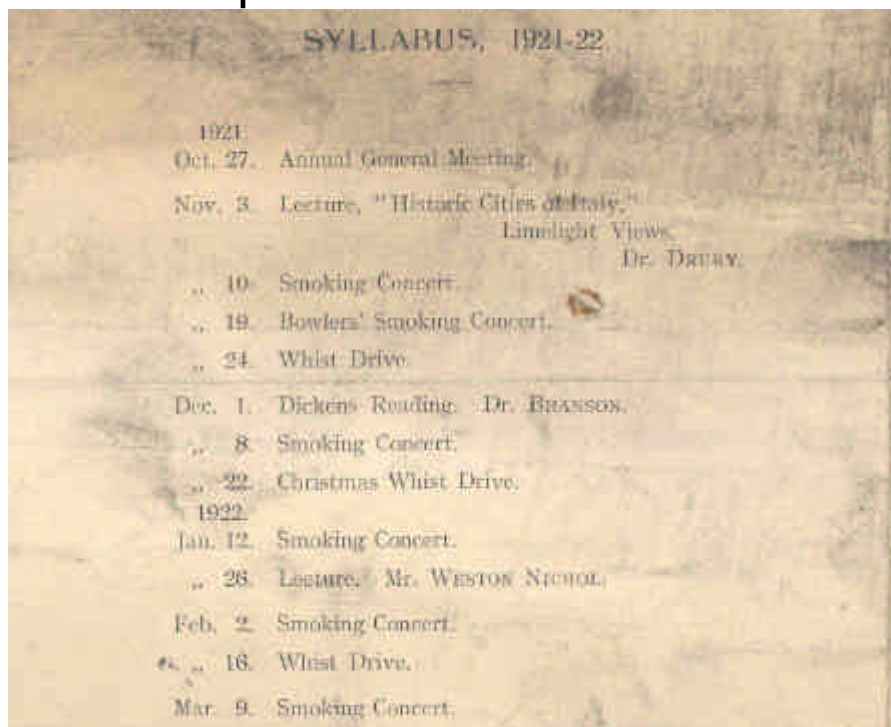 SYLLABUS, 1921-22
1921.
Oct. 27. Annual General Meeting.
Nov. 3. Lecture, "Historic Cities of Italy."
Limelight Views.
Dr. DRURY.
„ 10. Smoking Concert.
„ 19. Bowlers' Smoking Concert.
„ 24. Whist Drive.
Dec. 1. Dickens Reading. Dr. BRANSON.
„ 8. Smoking Concert.
„ 22. Christmas Whist Drive.
1922.
Jan. 12. Smoking Concert.
„ 26. Lecture. Mr. WESTON NICHOL.
Feb. 2. Smoking Concert.
„ 16. Whist Drive.
Mar. 9. Smoking Concert.